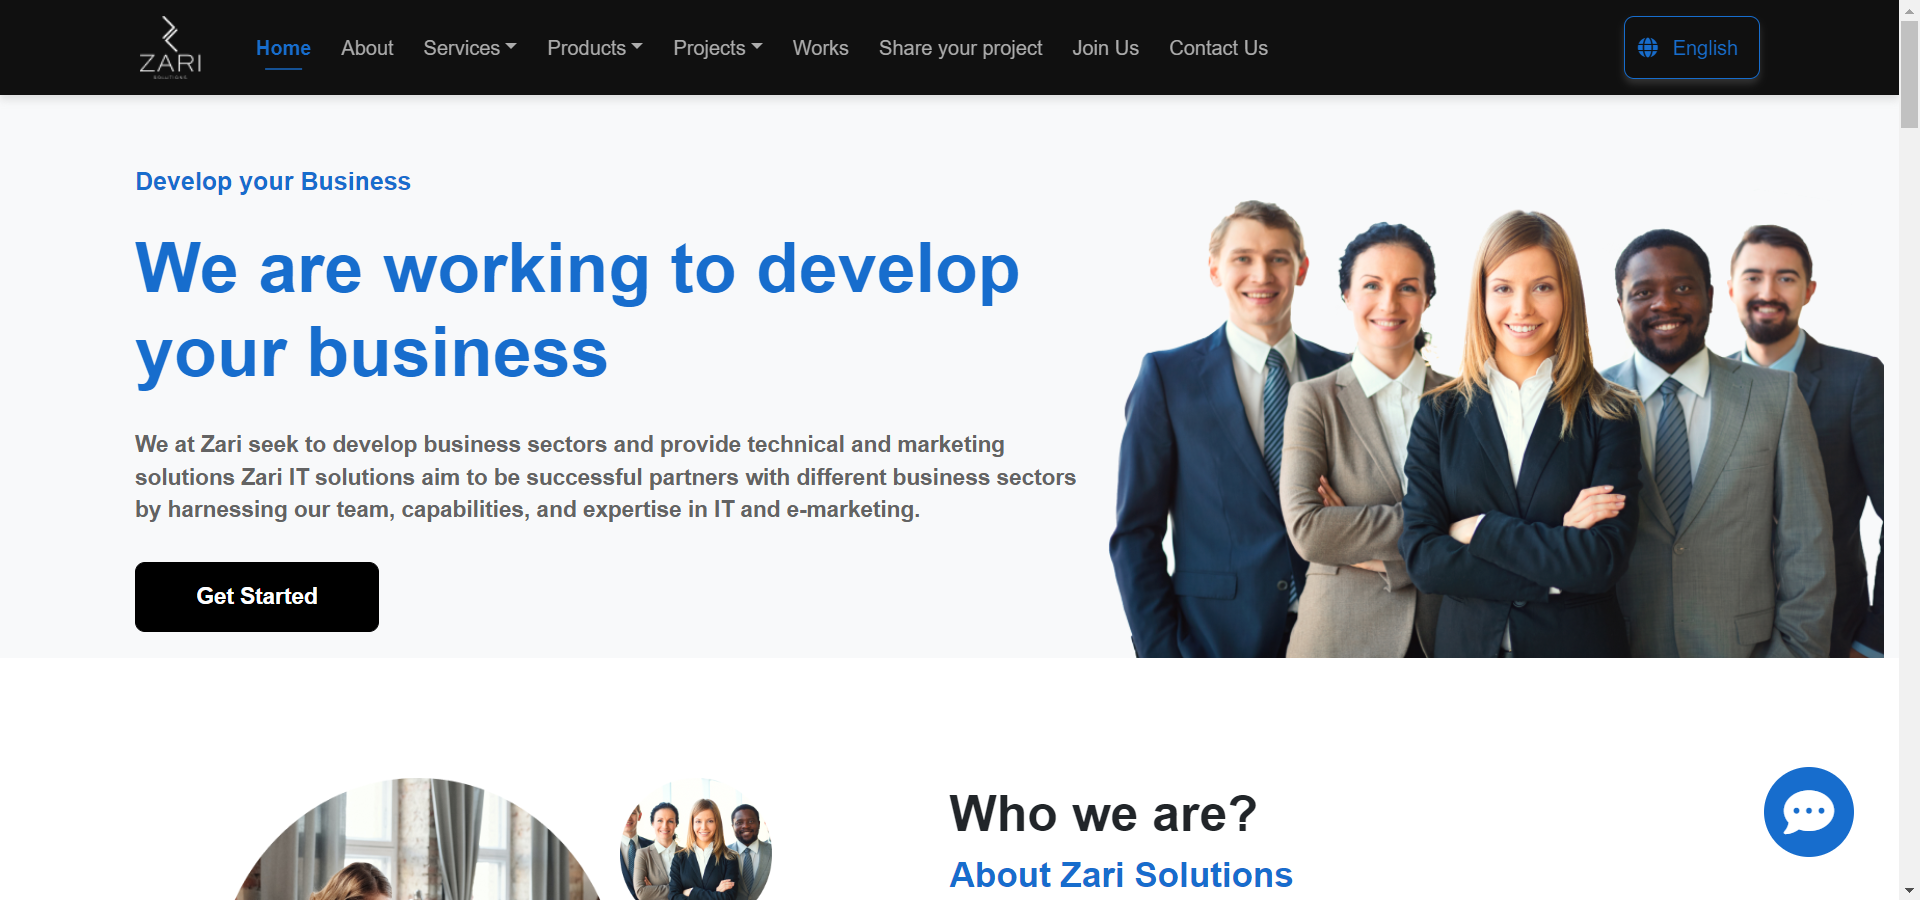 ZARI
SOLUTIONS
Home
About
Services
Products
Projects
Works
Share your project
Join Us
Contact Us
English
Develop your Business
We are working to develop
your business
We at Zari seek to develop business sectors and provide technical and marketing
solutions Zari IT solutions aim to be successful partners with different business sectors
by harnessing our team, capabilities, and expertise in IT and e-marketing.
Get Started
Who we are?
About Zari Solutions